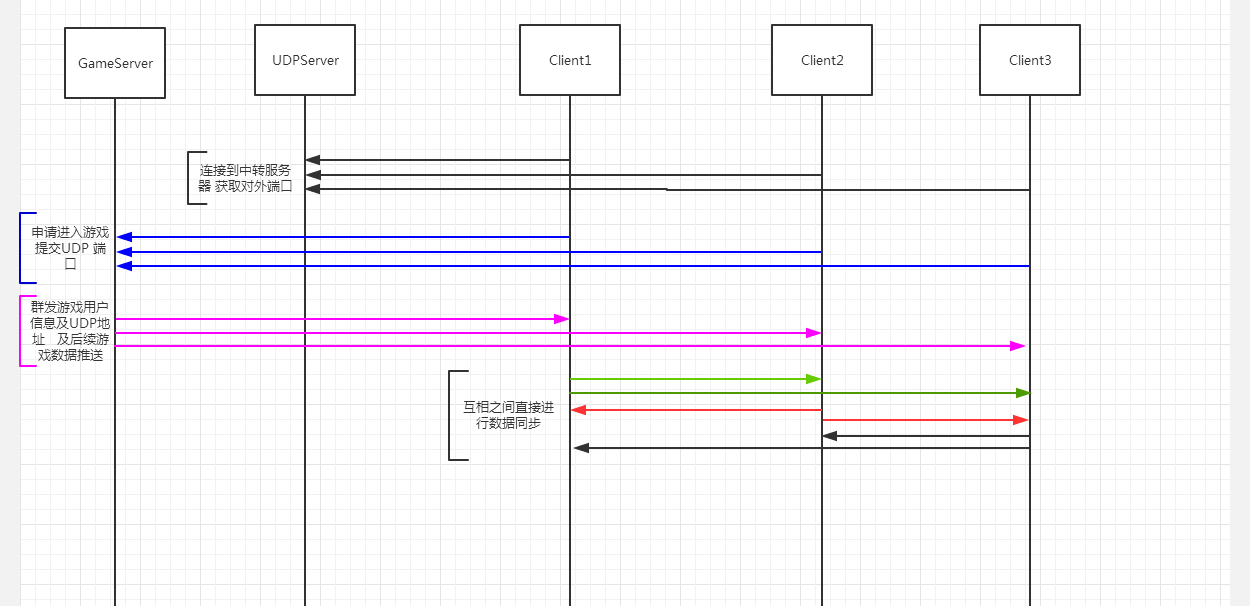 GameServer
UDPServer
Client1
Client2
Client3
连接到中转服务
器 获取对外端口
申请进入游戏
提交UDP 端
口
群发游戏用户
信息及UDP地
址 及后续游
戏数据推送
互相之间直接进
行数据同步